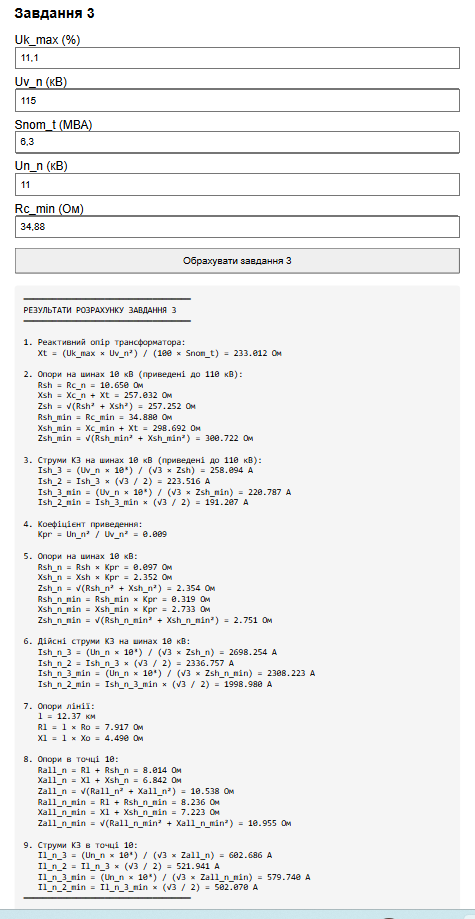 Завдання 3
Uk_max (%)
11,1
Uv_n (кВ)
115
Snom_t (МВА)
6,3
Un_n (кВ)
11
Rc_min (Ом)
34,88
Обрахувати завдання 3
РЕЗУЛЬТАТИ РОЗРАХУНКУ ЗАВДАННЯ 3
1. Реактивний опір трансформатора:
Xt = (Uk_max × Uv_n²) / (100 × Snom_t) = 233.012 Ом
2. Опори на шинах 10 кВ (приведені до 110 кВ):
Rsh = Rc_n = 10.650 Ом
Xsh = Xc_n + Xt = 257.032 Ом
Zsh = √(Rsh² + Xsh²) = 257.252 Ом
Rsh_min = Rc_min = 34.880 Ом
Xsh_min = Xc_min + Xt = 298.692 Ом
Zsh_min = √(Rsh_min² + Xsh_min²) = 300.722 Ом
3. Струми КЗ на шинах 10 кВ (приведені до 110 кВ):
Ish_3 = (Uv_n × 10³) / (√3 × Zsh) = 258.094 А
Ish_2 = Ish_3 × (√3 / 2) = 223.516 А
Ish_3_min = (Uv_n × 10³) / (√3 × Zsh_min) = 220.787 А
Ish_2_min = Ish_3_min × (√3 / 2) = 191.207 А
4. Коефіцієнт приведення:
Kpr = Un_n² / Uv_n² = 0.009
5. Опори на шинах 10 кВ:
Rsh_n = Rsh × Kpr = 0.097 Ом
Xsh_n = Xsh × Kpr = 2.352 Ом
Zsh_n = √(Rsh_n² + Xsh_n²) = 2.354 Ом
Rsh_n_min = Rsh_min × Kpr = 0.319 Ом
Xsh_n_min = Xsh_min × Kpr = 2.733 Ом
Zsh_n_min = √(Rsh_n_min² + Xsh_n_min²) = 2.751 Ом
6. Дійсні струми КЗ на шинах 10 кВ:
Ish_n_3 = (Un_n × 10³) / (√3 × Zsh_n) = 2698.254 А
Ish_n_2 = Ish_n_3 × (√3 / 2) = 2336.757 А
Ish_n_3_min = (Un_n × 10³) / (√3 × Zsh_n_min) = 2308.223 А
Ish_n_2_min = Ish_n_3_min × (√3 / 2) = 1998.980 А
7. Опори лінії:
l = 12.37 км
Rl = l × Ro = 7.917 Ом
Xl = l × Xo = 4.490 Ом
8. Опори в точці 10:
Rall_n = Rl + Rsh_n = 8.014 Ом
Xall_n = Xl + Xsh_n = 6.842 Ом
Zall_n = √(Rall_n² + Xall_n²) = 10.538 Ом
Rall_n_min = Rl + Rsh_n_min = 8.236 Ом
Xall_n_min = Xl + Xsh_n_min = 7.223 Ом
Zall_n_min = √(Rall_n_min² + Xall_n_min²) = 10.955 Ом
9. Струми КЗ в точці 10:
Il_n_3 = (Un_n × 10³) / (√3 × Zall_n) = 602.686 А
Il_n_2 = Il_n_3 × (√3 / 2) = 521.941 А
Il_n_3_min = (Un_n × 10³) / (√3 × Zall_n_min) = 579.740 А
Il_n_2_min = Il_n_3_min × (√3 / 2) = 502.070 А